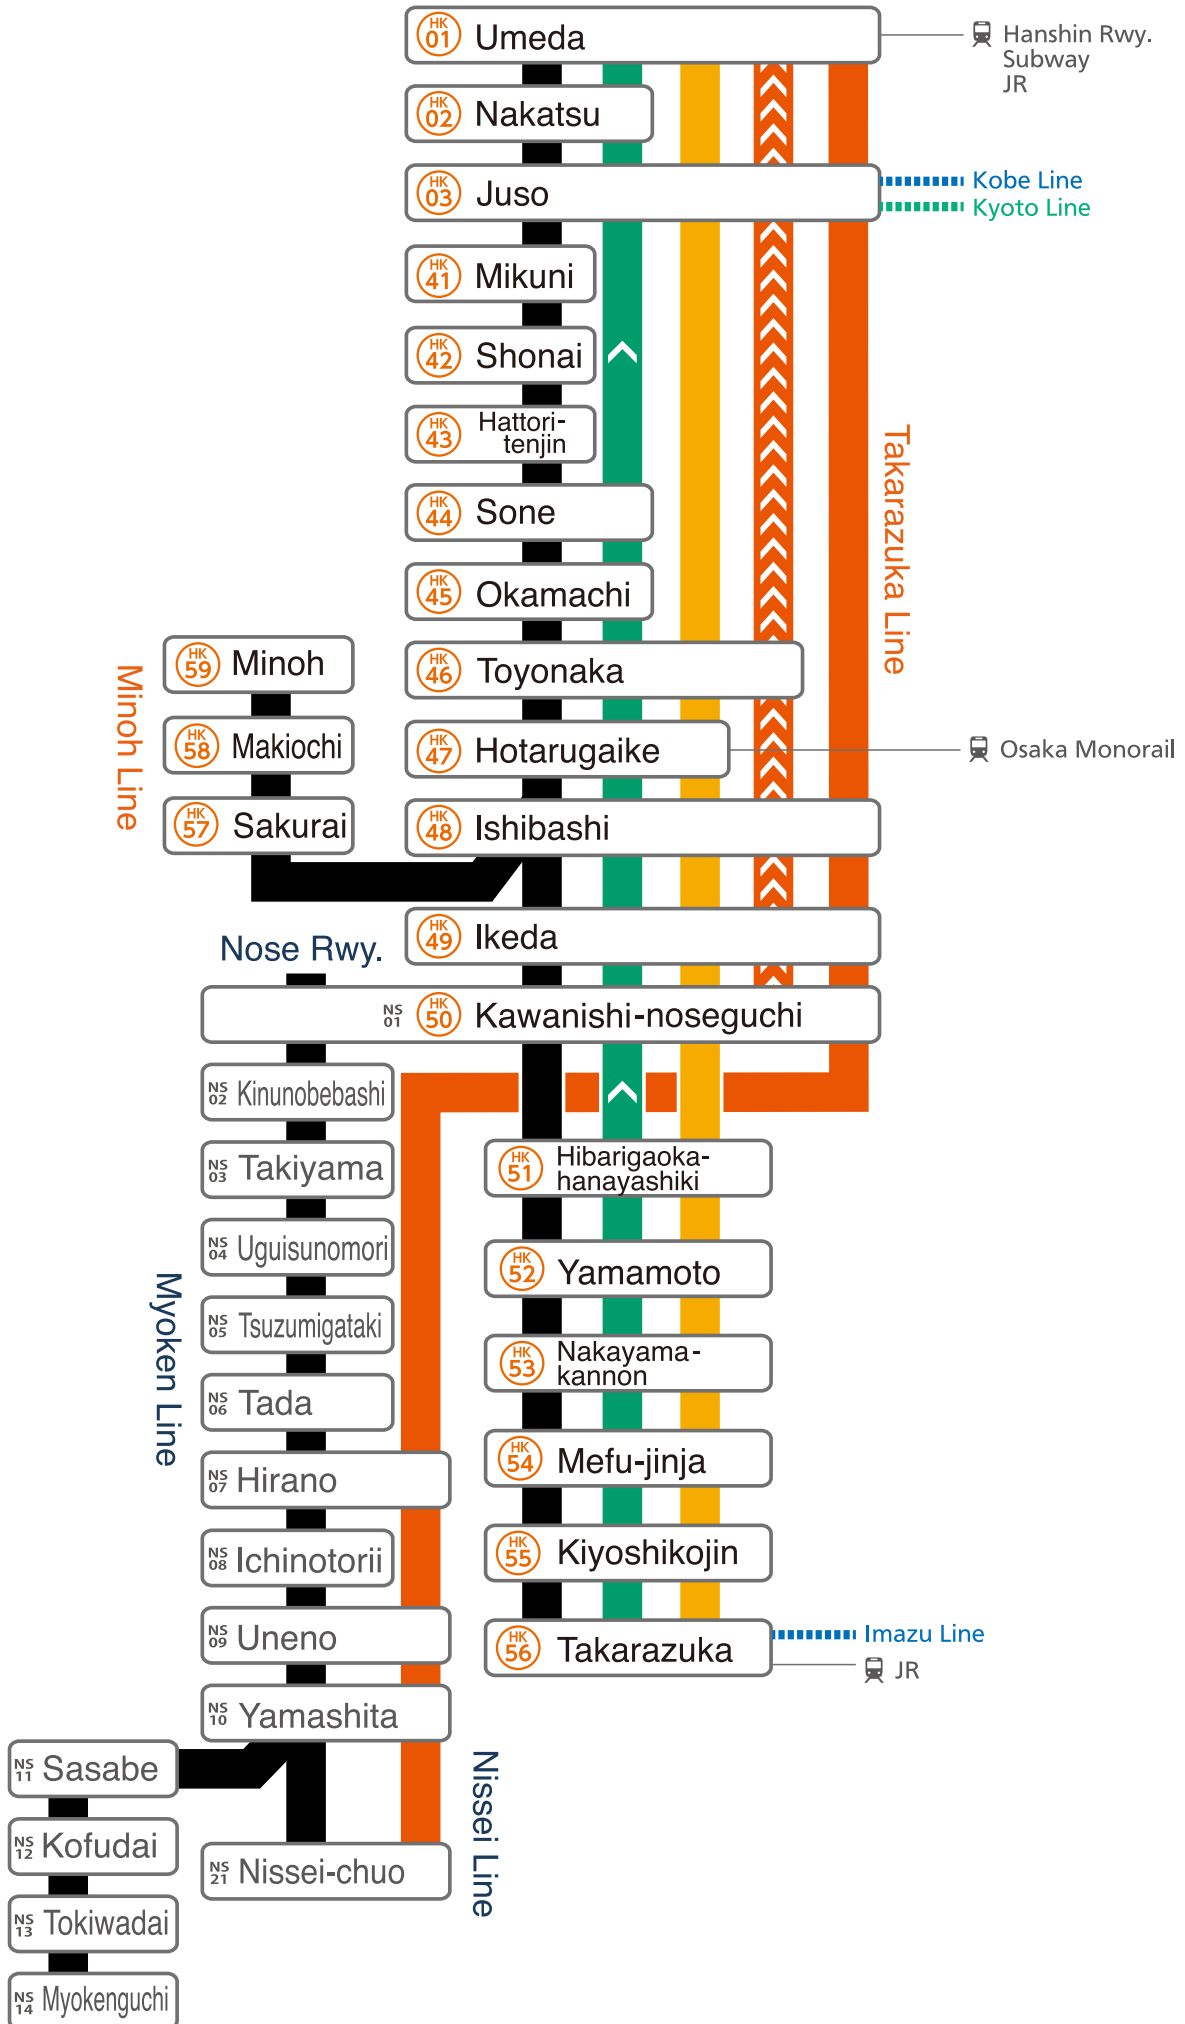 HK 01 Umeda
Hanshin Rwy.
Subway
JR
HK 02 Nakatsu
HK 03 Juso
Kobe Line
Kyoto Line
HK 41 Mikuni
HK 42 Shonai
HK 43 Hattori-
tenjin
HK 44 Sone
HK 45 Okamachi
Takarazuka Line
HK 59 Minoh
HK 46 Toyonaka
Minoh Line
HK 58 Makiochi
HK 47 Hotarugaike
Osaka Monorail
HK 57 Sakurai
HK 48 Ishibashi
HK 49 Ikeda
Nose Rwy.
NS 01 HK 50 Kawanishi-noseguchi
NS 02 Kinunobebashi
HK 51 Hibarigaoka-
hanayashiki
NS 03 Takiyama
NS 04 Uguisunomori
HK 52 Yamamoto
Myoken Line
NS 05 Tsuzumigataki
HK 53 Nakayama-
kannon
NS 06 Tada
HK 54 Mefu-jinja
NS 07 Hirano
NS 08 Ichinotorii
HK 55 Kiyoshikojin
NS 09 Uneno
HK 56 Takarazuka
Imazu Line
JR
NS 10 Yamashita
NS 11 Sasabe
Nissei Line
NS 12 Kofudai
NS 21 Nissei-chuo
NS 13 Tokiwadai
NS 14 Myokenguchi